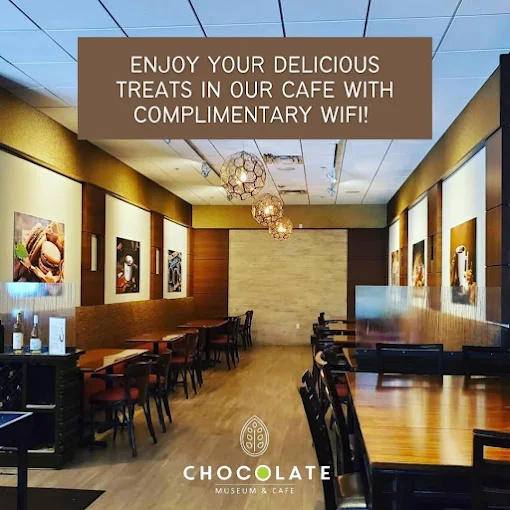 ENJOY YOUR DELICIOUS
TREATS IN OUR CAFE WITH
COMPLIMENTARY WIFI!
CHOCOLATE
MUSEUM & CAFE